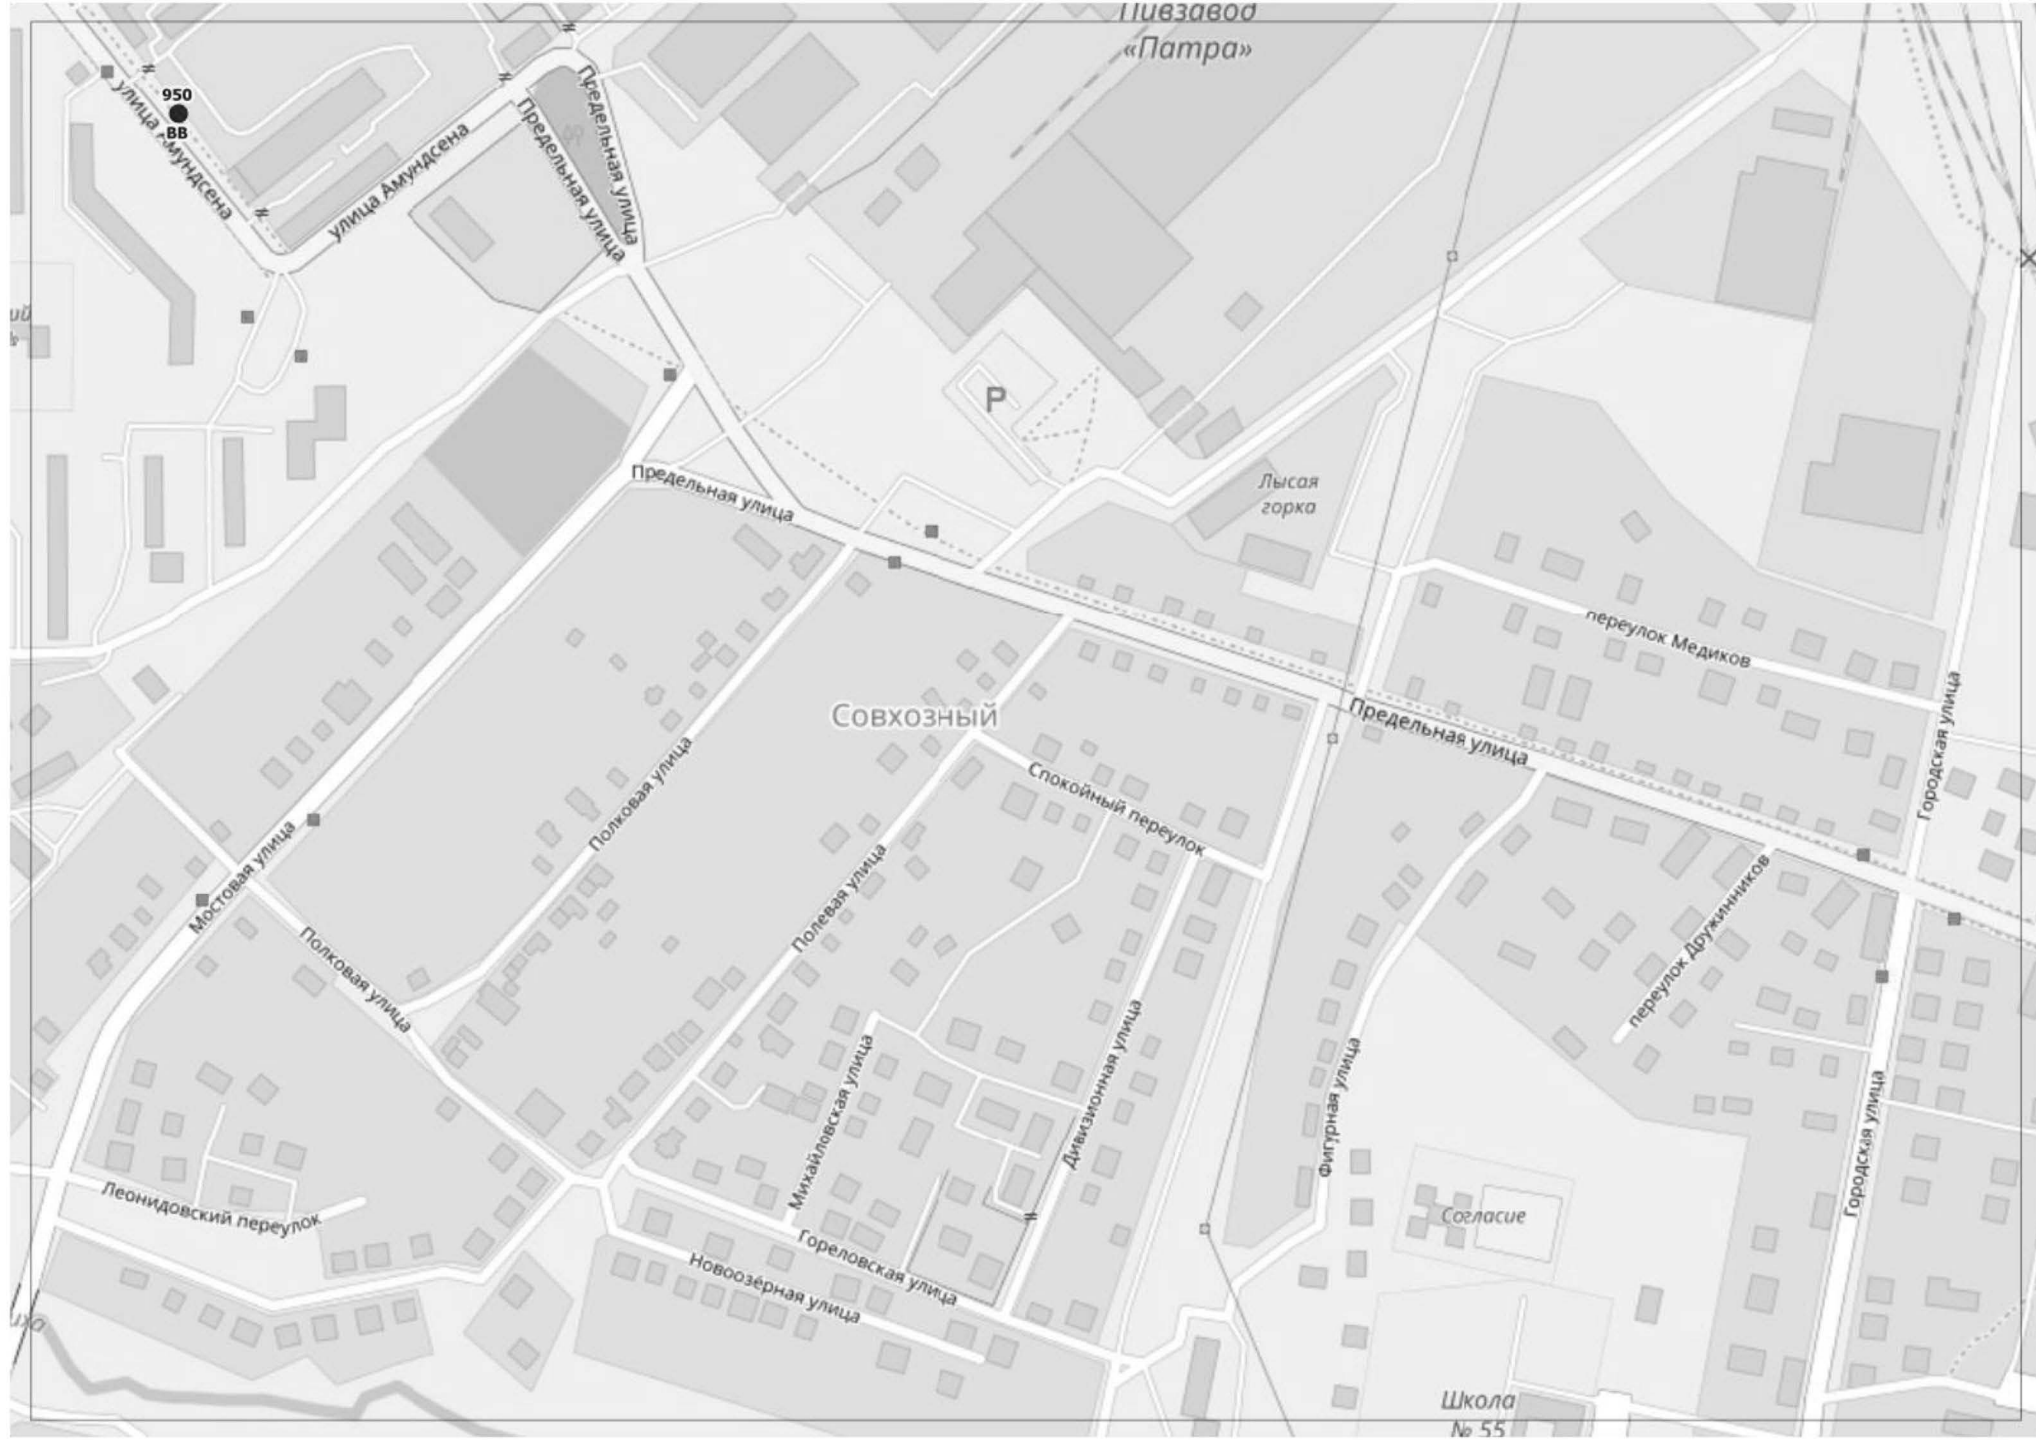 Пивзавод
«Патра»
950
BB
улица Амундсена
улица Амундсена
Предельная улица
Предельная улица
P
Лысая
горка
Предельная улица
переулок Медиков
Совхозный
Предельная улица
Городская улица
Спокойный переулок
Полковая улица
Полевая улица
Мостовая улица
переулок Дружинников
Полковая улица
Дивизионная улица
Михайловская улица
Фигурная улица
Городская улица
Леонидовский переулок
Гореловская улица
Новоозёрная улица
Согласие
Школа
№ 55